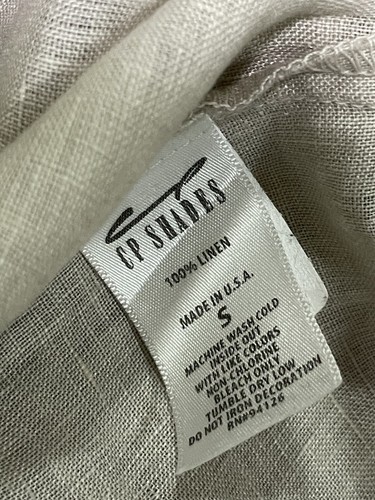 CP SHADES
100% LINEN
MADE IN U.S.A.
S
MACHINE WASH COLD
INSIDE OUT
WITH LIKE COLORS
NON CHLORINE
BLEACH ONLY
TUMBLE DRY LOW
DO NOT IRON DECORATION
RN#94126